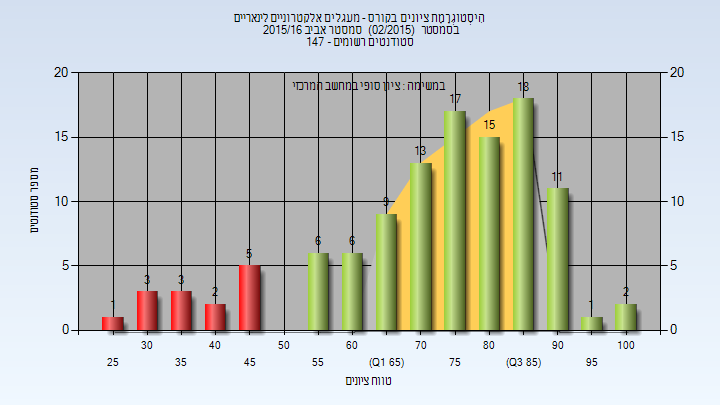 היסטוגרמת ציונים בקורס - מעגלים אלקטרוניים לינאריים
בסמסטר (02/2015) סמסטר אביב 2015/16
סטודנטים רשומים - 147
במשימה : ציון סופי במחשב המרכזי
20 20
15 15
10 10
5 5
0 0
מספר סטודנטים
1 3 3 2 5 6 6 9 13 17 15 18 11 1 2
30 40 50 60 70 80 90 100
25 35 45 55 (Q1 65) 75 (Q3 85) 95
טווח ציונים